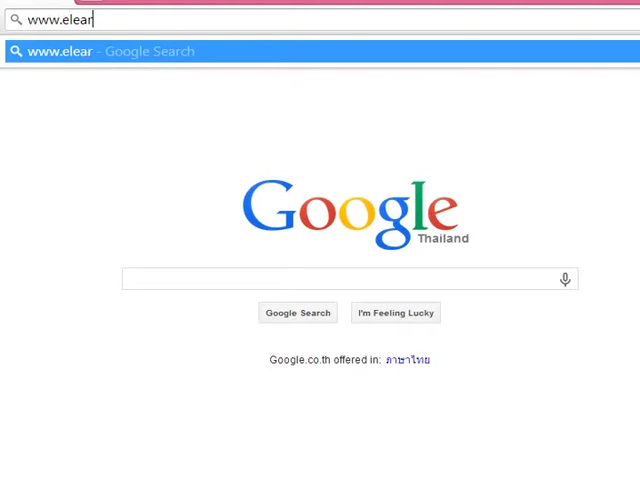 www.elear
www.elear - Google Search
Google
Thailand
Google Search
I'm Feeling Lucky
Google.co.th offered in: ภาษาไทย